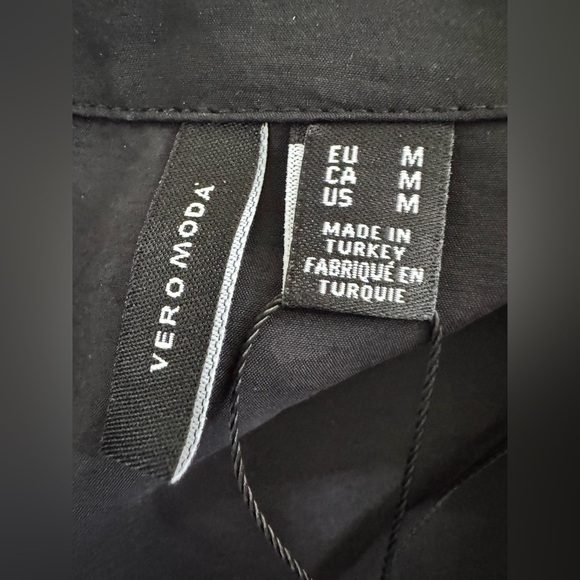 VERO MODA
EU M
CA M
US M
MADE IN
TURKEY
FABRIQUÉ EN
TURQUIE